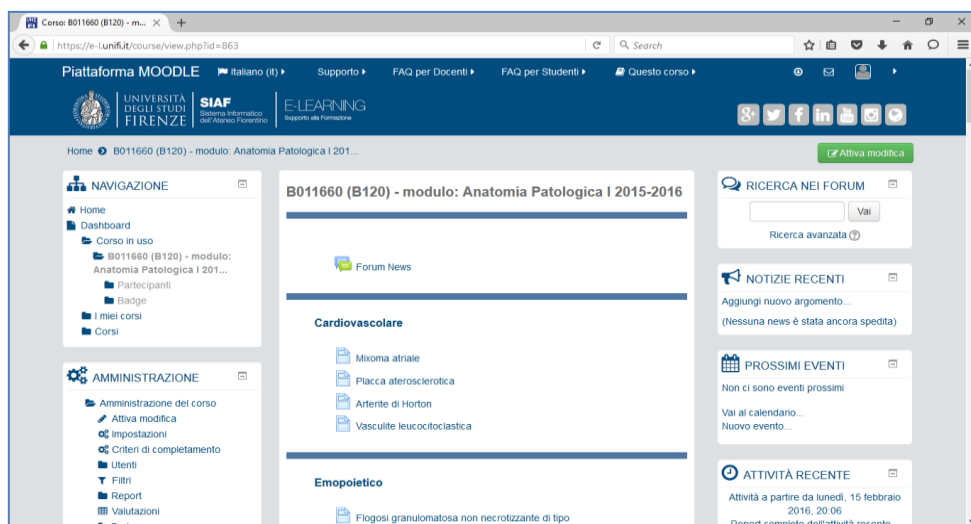 Corso: B011660 (B120) - m...
https://e-l.unifi.it/course/view.php?id=863
Search
Piattaforma MOODLE Italiano (it) Supporto FAQ per Docenti FAQ per Studenti Questo corso
UNIVERSITÀ
DEGLI STUDI
FIRENZE
SIAF
Sistema Informatico
dell'Ateneo Fiorentino
E-LEARNING
Supporto alla Formazione
Home B011660 (B120) - modulo: Anatomia Patologica I 201...
Attiva modifica
NAVIGAZIONE
Home
Dashboard
Corso in uso
B011660 (B120) - modulo:
Anatomia Patologica I 201...
Partecipanti
Badge
I miei corsi
Corsi
AMMINISTRAZIONE
Amministrazione del corso
Attiva modifica
Impostazioni
Criteri di completamento
Utenti
Filtri
Report
Valutazioni
B011660 (B120) - modulo: Anatomia Patologica I 2015-2016
Forum News
Cardiovascolare
Mixoma atriale
Placca aterosclerotica
Arterite di Horton
Vasculite leucocitoclastica
Emopoietico
Flogosi granulomatosa non necrotizzante di tipo
RICERCA NEI FORUM
Vai
Ricerca avanzata
NOTIZIE RECENTI
Aggiungi nuovo argomento...
(Nessuna news è stata ancora spedita)
PROSSIMI EVENTI
Non ci sono eventi prossimi
Vai al calendario...
Nuovo evento...
ATTIVITÀ RECENTE
Attività a partire da lunedì, 15 febbraio
2016, 20:06
Report completo dell'attività recente